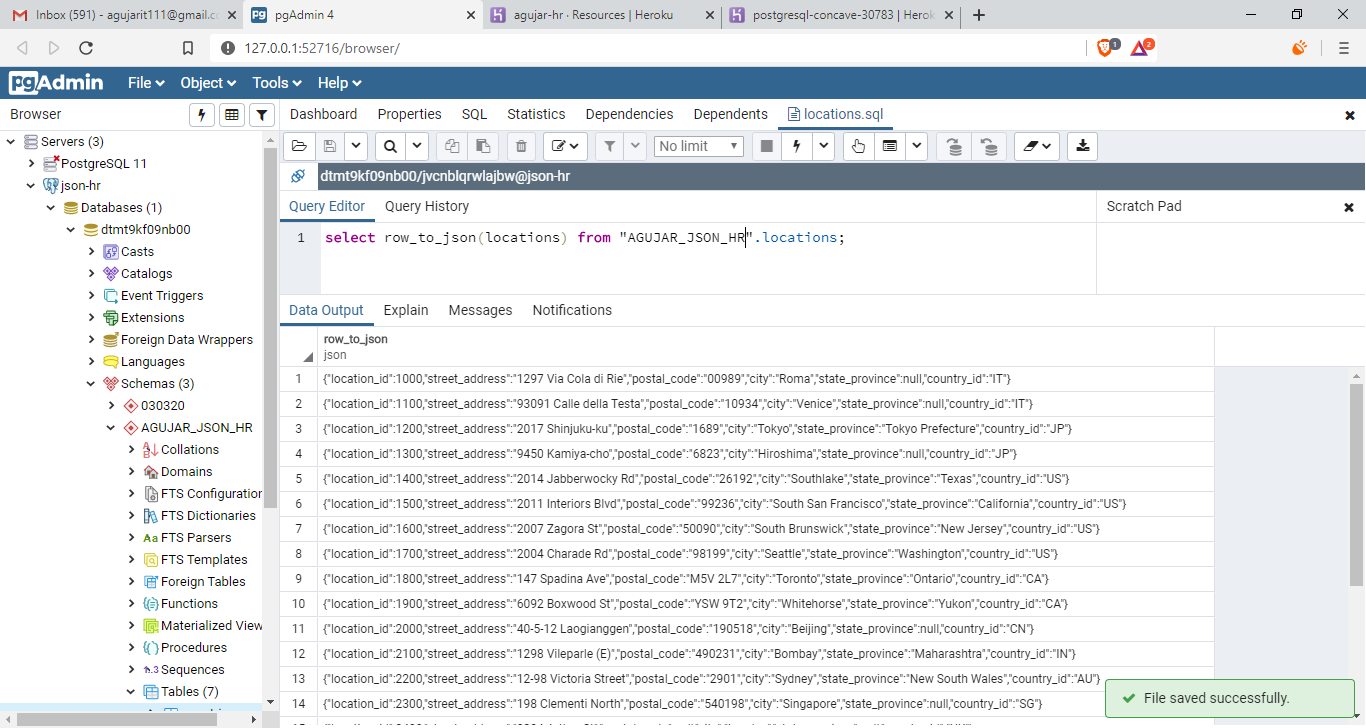 Inbox (591) - agujarit111@gmail.c
pgAdmin 4
agujar-hr · Resources | Heroku
postgresql-concave-30783 | Herok
127.0.0.1:52716/browser/
1
2
pgAdmin
File
Object
Tools
Help
Browser
Dashboard
Properties
SQL
Statistics
Dependencies
Dependents
locations.sql
No limit
dtmt9kf09nb00/jvcnblqrwlajbw@json-hr
Query Editor
Query History
Scratch Pad
1 select row_to_json(locations) from "AGUJAR_JSON_HR".locations;
Servers (3)
PostgreSQL 11
json-hr
Databases (1)
dtmt9kf09nb00
Casts
Catalogs
Event Triggers
Extensions
Foreign Data Wrappers
Languages
Schemas (3)
030320
AGUJAR_JSON_HR
Collations
Domains
FTS Configuration
FTS Dictionaries
Aa FTS Parsers
FTS Templates
Foreign Tables
Functions
Materialized View
Procedures
1..3 Sequences
Tables (7)
Data Output
Explain
Messages
Notifications
row_to_json
json
1 {"location_id":1000,"street_address":"1297 Via Cola di Rie","postal_code":"00989","city":"Roma","state_province":null,"country_id":"IT"}
2 {"location_id":1100,"street_address":"93091 Calle della Testa","postal_code":"10934","city":"Venice","state_province":null,"country_id":"IT"}
3 {"location_id":1200,"street_address":"2017 Shinjuku-ku","postal_code":"1689","city":"Tokyo","state_province":"Tokyo Prefecture","country_id":"JP"}
4 {"location_id":1300,"street_address":"9450 Kamiya-cho","postal_code":"6823","city":"Hiroshima","state_province":null,"country_id":"JP"}
5 {"location_id":1400,"street_address":"2014 Jabberwocky Rd","postal_code":"26192","city":"Southlake","state_province":"Texas","country_id":"US"}
6 {"location_id":1500,"street_address":"2011 Interiors Blvd","postal_code":"99236","city":"South San Francisco","state_province":"California","country_id":"US"}
7 {"location_id":1600,"street_address":"2007 Zagora St","postal_code":"50090","city":"South Brunswick","state_province":"New Jersey","country_id":"US"}
8 {"location_id":1700,"street_address":"2004 Charade Rd","postal_code":"98199","city":"Seattle","state_province":"Washington","country_id":"US"}
9 {"location_id":1800,"street_address":"147 Spadina Ave","postal_code":"M5V 2L7","city":"Toronto","state_province":"Ontario","country_id":"CA"}
10 {"location_id":1900,"street_address":"6092 Boxwood St","postal_code":"YSW 9T2","city":"Whitehorse","state_province":"Yukon","country_id":"CA"}
11 {"location_id":2000,"street_address":"40-5-12 Laogianggen","postal_code":"190518","city":"Beijing","state_province":null,"country_id":"CN"}
12 {"location_id":2100,"street_address":"1298 Vileparle (E)","postal_code":"490231","city":"Bombay","state_province":"Maharashtra","country_id":"IN"}
13 {"location_id":2200,"street_address":"12-98 Victoria Street","postal_code":"2901","city":"Sydney","state_province":"New South Wales","country_id":"AU"}
14 {"location_id":2300,"street_address":"198 Clementi North","postal_code":"540198","city":"Singapore","state_province":null,"country_id":"SG"}
File saved successfully.